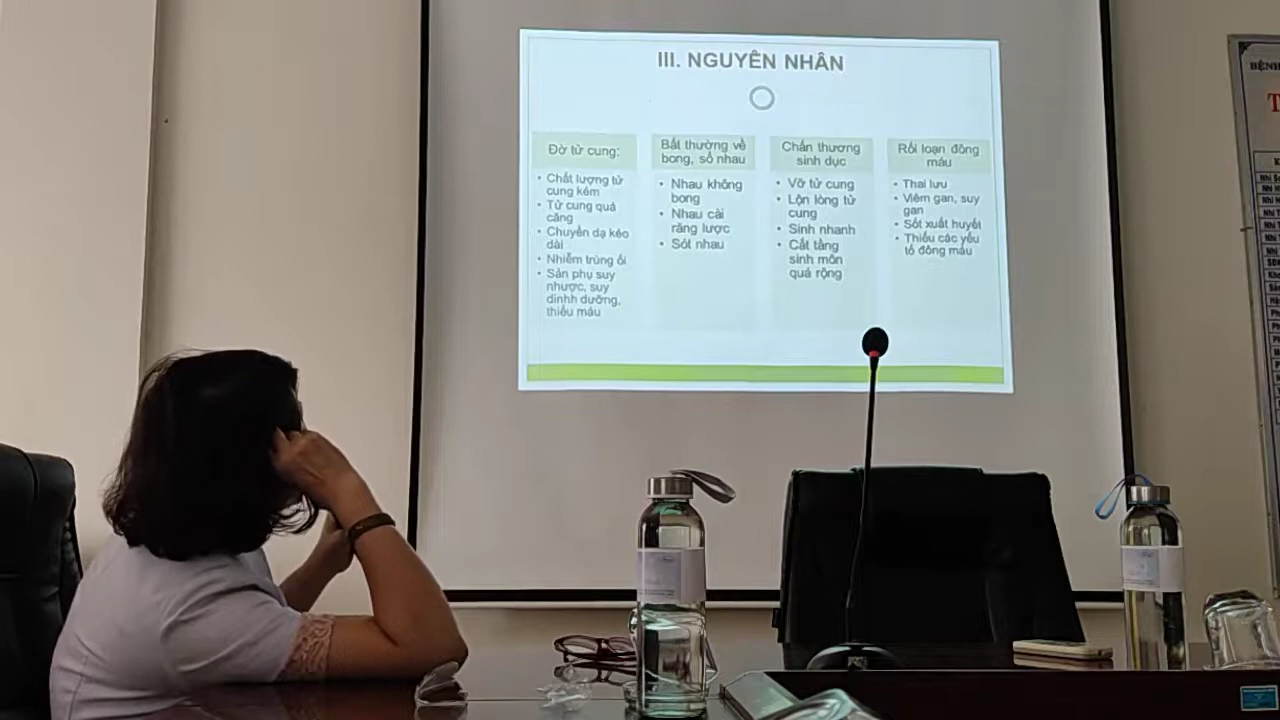 III. NGUYÊN NHÂN
Đờ tử cung:
• Chất lượng tử
cung kém
• Tử cung quá
căng
• Chuyển dạ kéo
dài
• Nhiễm trùng ối
• Sản phụ suy
nhược, suy
dinhh dưỡng,
thiếu máu
Bất thường về
bong, sổ nhau
• Nhau không
bong
• Nhau cài
răng lược
• Sót nhau
Chấn thương
sinh dục
• Vỡ tử cung
• Lộn lòng tử
cung
• Sinh nhanh
• Cắt tầng
sinh môn
quá rộng
Rối loạn đông
máu
• Thai lưu
• Viêm gan, suy
gan
• Sốt xuất huyết
• Thiếu các yếu
tố đông máu
BỆNH
T